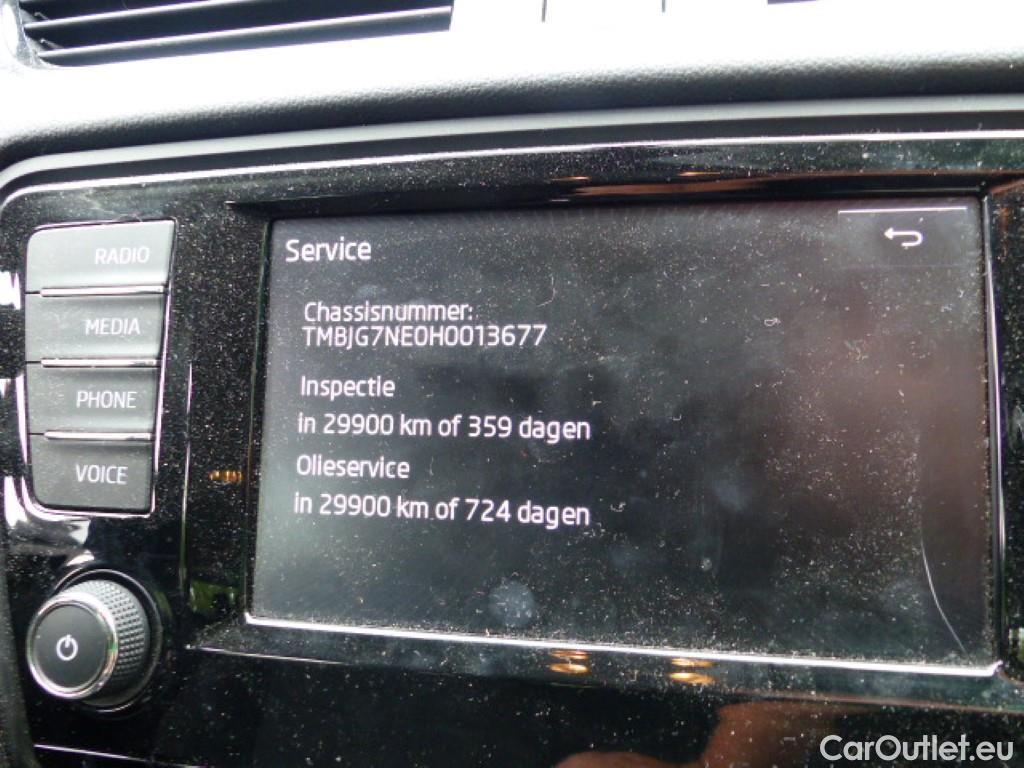 RADIO
MEDIA
PHONE
VOICE
Service
Chassisnummer:
TMBJG7NE0H0013677
Inspectie
in 29900 km of 359 dagen
Olieservice
in 29900 km of 724 dagen
CarOutlet.eu